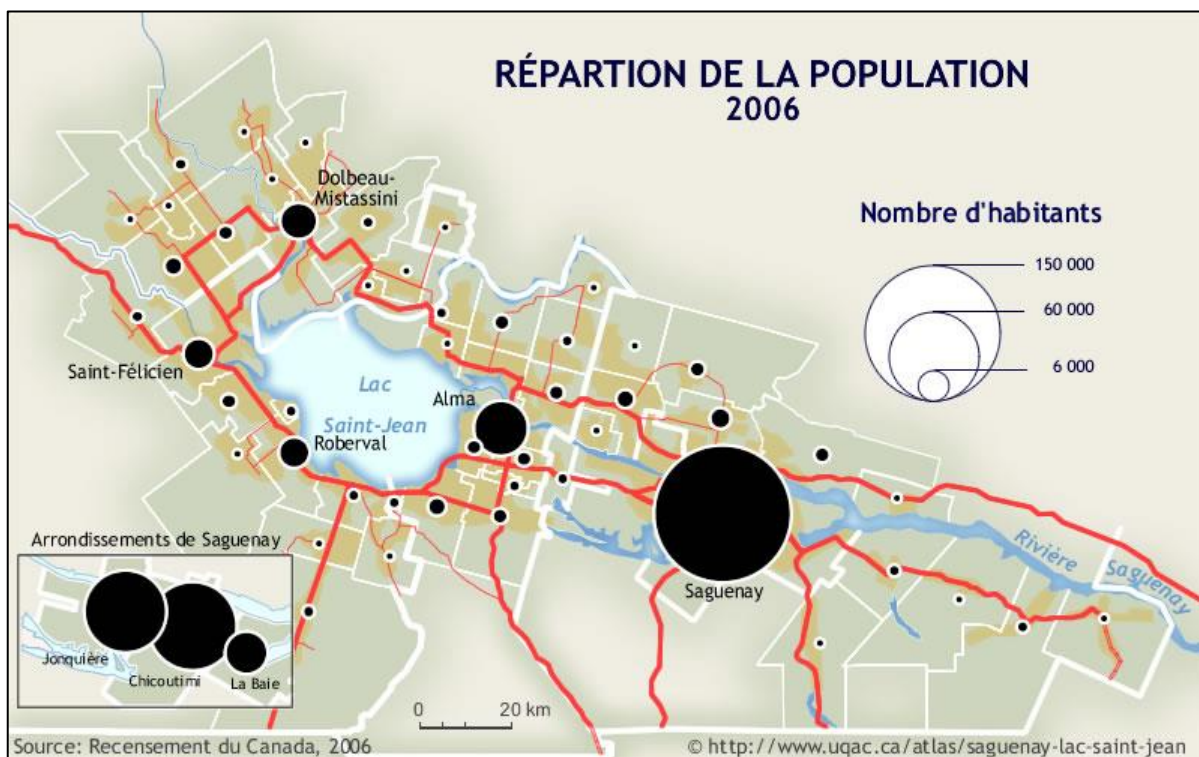 RÉPARTION DE LA POPULATION
2006
Nombre d'habitants
150 000
60 000
6 000
Dolbeau-
Mistassini
Saint-Félicien
Lac
Saint-Jean
Alma
Roberval
Saguenay
Rivière
Saguenay
Arrondissements de Saguenay
Jonquière
Chicoutimi
La Baie
0 20 km
Source: Recensement du Canada, 2006
© http://www.uqac.ca/atlas/saguenay-lac-saint-jean